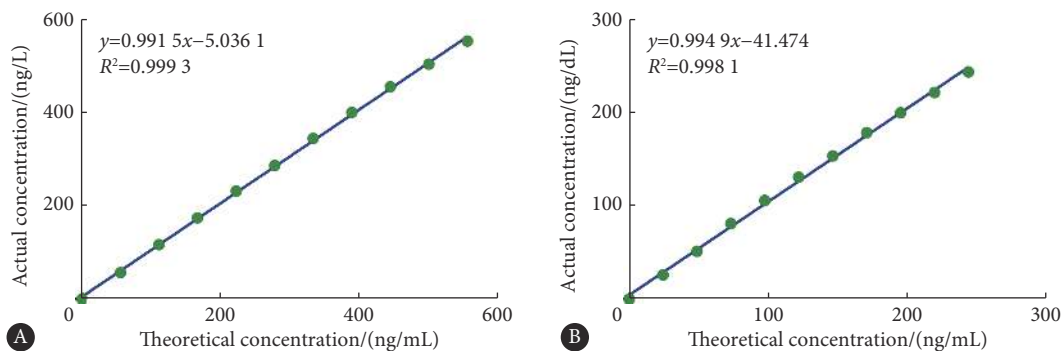 600
400
200
0
200
400
600
y=0.991 5x−5.036 1
R²=0.999 3
Actual concentration/(ng/L)
Theoretical concentration/(ng/mL)
A
300
200
100
0
100
200
300
y=0.994 9x−41.474
R²=0.998 1
Actual concentration/(ng/dL)
Theoretical concentration/(ng/mL)
B